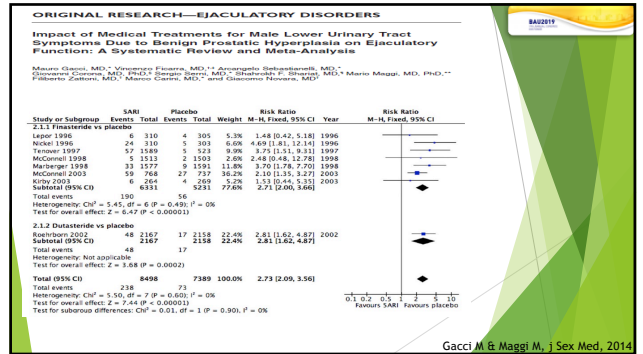 ORIGINAL RESEARCH—EJACULATORY DISORDERS
BAU2019
Impact of Medical Treatments for Male Lower Urinary Tract
Symptoms Due to Benign Prostatic Hyperplasia on Ejaculatory
Function: A Systematic Review and Meta-Analysis
Mauro Gacci, MD,* Vincenzo Ficarra, MD,†‡ Arcangelo Sebastianelli, MD,*
Giovanni Corona, MD, PhD,§ Sergio Serni, MD,* Shahrokh F. Shariat, MD,¶ Mario Maggi, MD, PhD,**
Filiberto Zattoni,† Marco Carini, MD,* and Giacomo Novara, MD†
SARI Placebo Risk Ratio Risk Ratio
Study or Subgroup Events Total Events Total Weight M-H, Fixed, 95% CI Year M-H, Fixed, 95% CI
2.1.1 Finasteride vs placebo
Lepor 1996 6 310 4 305 5.3% 1.48 [0.42, 5.18] 1996
Nickel 1996 24 310 5 303 6.6% 4.69 [1.81, 12.14] 1996
Tenover 1997 57 1589 5 523 9.9% 3.75 [1.51, 9.31] 1997
McConnell 1998 5 1513 2 1503 2.6% 2.48 [0.48, 12.78] 1998
Marberger 1998 33 1577 9 1591 11.8% 3.70 [1.78, 7.70] 1998
McConnell 2003 59 768 27 737 36.2% 2.10 [1.35, 3.27] 2003
Kirby 2003 6 264 4 269 5.2% 1.53 [0.44, 5.35] 2003
Subtotal (95% CI) 6331 5231 77.6% 2.71 [2.00, 3.66]
Total events 190 56
Heterogeneity: Chi² = 5.45, df = 6 (P = 0.49); I² = 0%
Test for overall effect: Z = 6.47 (P < 0.00001)
2.1.2 Dutasteride vs placebo
Roehrborn 2002 48 2167 17 2158 22.4% 2.81 [1.62, 4.87] 2002
Subtotal (95% CI) 2167 2158 22.4% 2.81 [1.62, 4.87]
Total events 48 17
Heterogeneity: Not applicable
Test for overall effect: Z = 3.68 (P = 0.0002)
Total (95% CI) 8498 7389 100.0% 2.73 [2.09, 3.56]
Total events 238 73
Heterogeneity: Chi² = 5.50, df = 7 (P = 0.60); I² = 0%
Test for overall effect: Z = 7.44 (P < 0.00001)
Test for subgroup differences: Chi² = 0.01, df = 1 (P = 0.90), I² = 0%
0.1 0.2 0.5 1 2 5 10
Favours SARI Favours placebo
Gacci M & Maggi M, j Sex Med, 2014